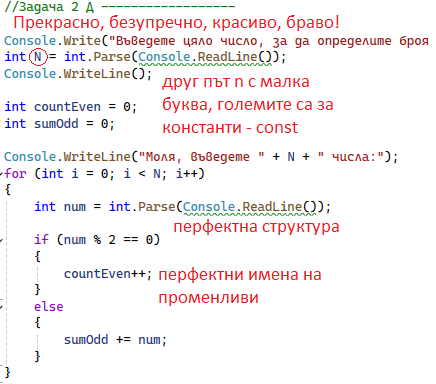 //Задача 2 Д ------------------
Прекрасно, безупречно, красиво, браво!
Console.Write("Въведете цяло число, за да определите броя
int N = int.Parse(Console.ReadLine());
Console.WriteLine();
друг път n с малка
буква, големите са за
константи - const
int countEven = 0;
int sumOdd = 0;
Console.WriteLine("Моля, въведете " + N + " числа:");
for (int i = 0; i < N; i++)
{
int num = int.Parse(Console.ReadLine());
перфектна структура
if (num % 2 == 0)
{
countEven++;
перфектни имена на
променливи
}
else
{
sumOdd += num;
}
}